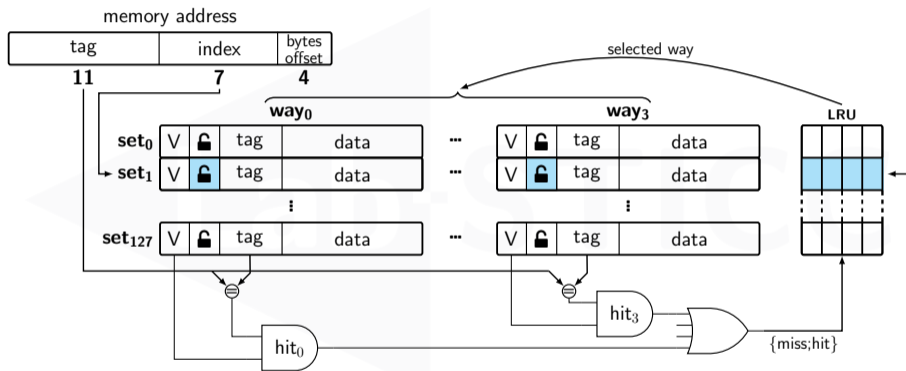 memory address
tag index bytes offset
11 7 4
selected way
way0 way3 LRU
set0 V tag data ... V tag data
set1 V tag data ... V tag data
⋮ ⋮
set127 V tag data ... V tag data
=
=
hit3
hit0
{miss;hit}